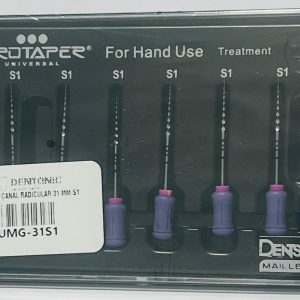 ROTAPER®
UNIVERSAL
For Hand Use
Treatment
S1 S1 S1 S1 S1 S1
DENTONIC
CANAL RADICULAR 31 MM S1
UMG-31S1
DENTS
MAILLE